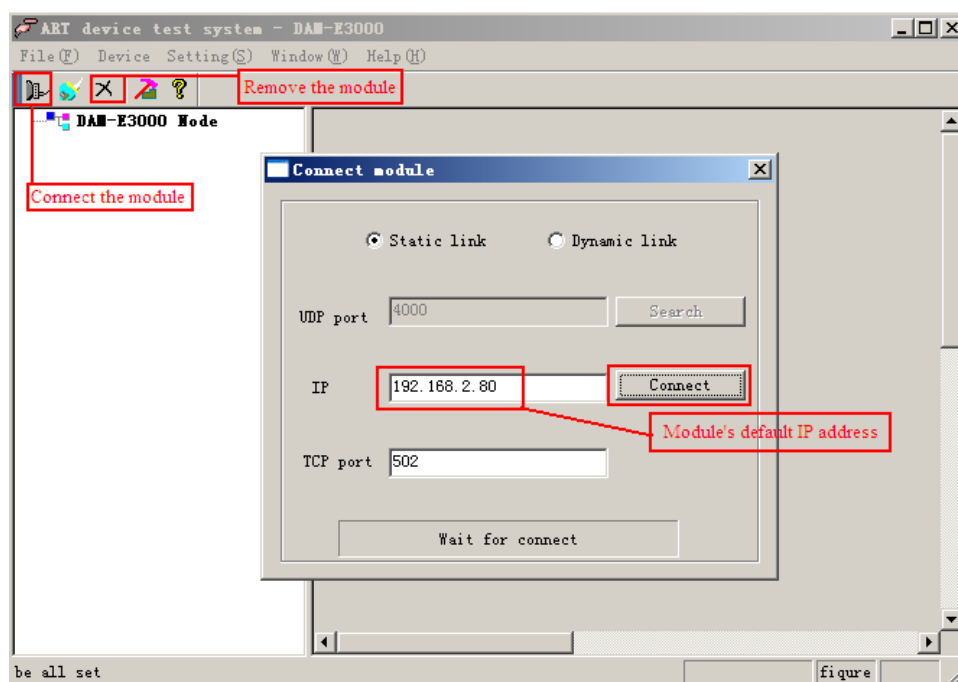 ART device test system - DAM-E3000
File(F) Device Setting(S) Window(W) Help(H)
Remove the module
DAM-E3000 Node
Connect the module
Connect module
Static link Dynamic link
UDP port 4000 Search
IP 192.168.2.80 Connect
Module's default IP address
TCP port 502
Wait for connect
be all set
figure